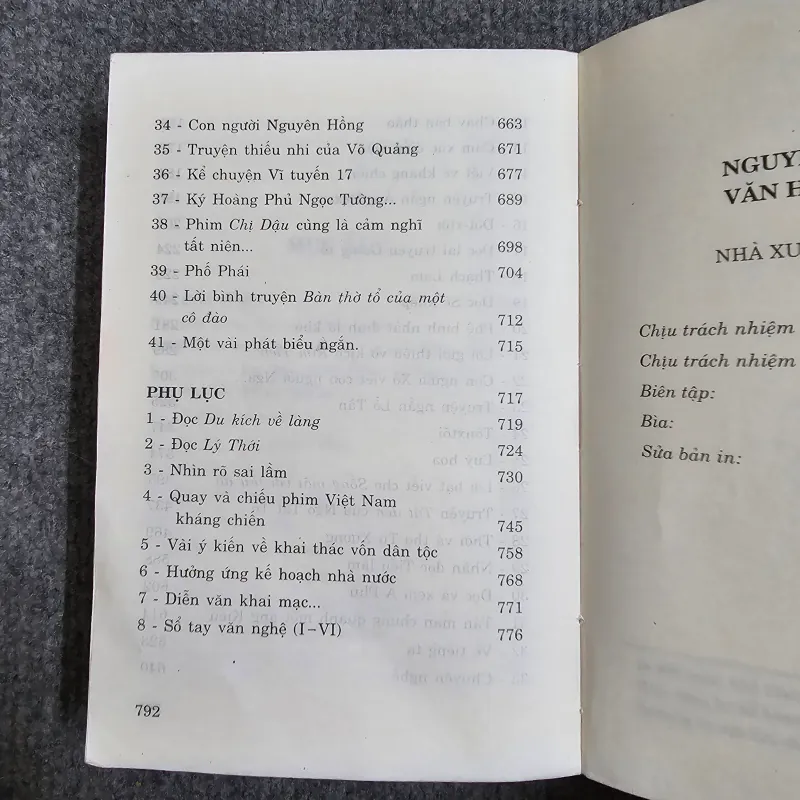 34 - Con người Nguyên Hồng 663
35 - Truyện thiếu nhi của Võ Quảng 671
36 - Kể chuyện Vĩ tuyến 17 677
37 - Ký Hoàng Phủ Ngọc Tường... 689
38 - Phim Chị Dậu cùng là cảm nghĩ
tất niên... 698
39 - Phố Phái 704
40 - Lời bình truyện Bàn thờ tổ của một
cô đào 712
41 - Một vài phát biểu ngắn. 715
PHỤ LỤC 717
1 - Đọc Du kích về làng 719
2 - Đọc Lý Thới 724
3 - Nhìn rõ sai lầm 730
4 - Quay và chiếu phim Việt Nam
kháng chiến 745
5 - Vài ý kiến về khai thác vốn dân tộc 758
6 - Hưởng ứng kế hoạch nhà nước 768
7 - Diễn văn khai mạc... 771
8 - Sổ tay văn nghệ (I-VI) 776
792
VĂN
NHÀ
Chịu trách nhiệm
Chịu trách nhiệm
Biên tập:
Bìa:
Sửa bản in: